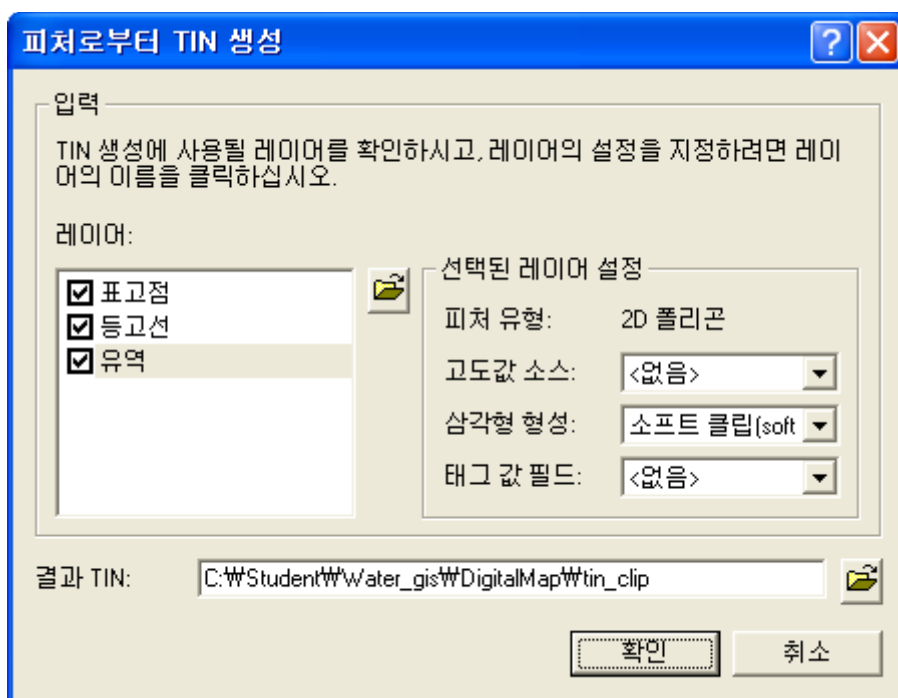 피처로부터 TIN 생성
입력
TIN 생성에 사용될 레이어를 확인하시고, 레이어의 설정을 지정하려면 레이
어의 이름을 클릭하십시오.
레이어:
표고점
등고선
유역
선택된 레이어 설정
피처 유형: 2D 폴리곤
고도값 소스: <없음>
삼각형 형성: 소프트 클립(soft
태그 값 필드: <없음>
결과 TIN: C:₩Student₩Water_gis₩DigitalMap₩tin_clip
확인 취소